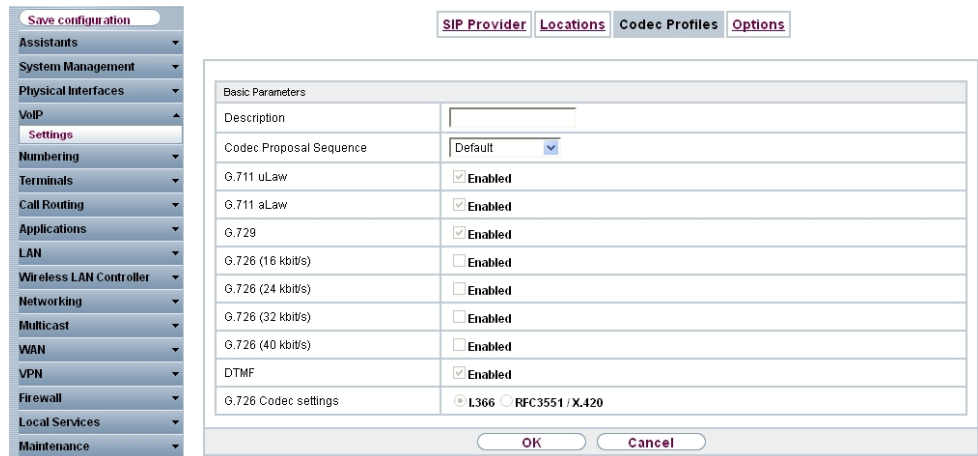 Save configuration
Assistants
System Management
Physical Interfaces
VoIP
Settings
Numbering
Terminals
Call Routing
Applications
LAN
Wireless LAN Controller
Networking
Multicast
WAN
VPN
Firewall
Local Services
Maintenance
SIP Provider Locations Codec Profiles Options
Basic Parameters
Description
Codec Proposal Sequence Default
G.711 uLaw Enabled
G.711 aLaw Enabled
G.729 Enabled
G.726 (16 kbit/s) Enabled
G.726 (24 kbit/s) Enabled
G.726 (32 kbit/s) Enabled
G.726 (40 kbit/s) Enabled
DTMF Enabled
G.726 Codec settings I.366 RFC3551 / X.420
OK Cancel